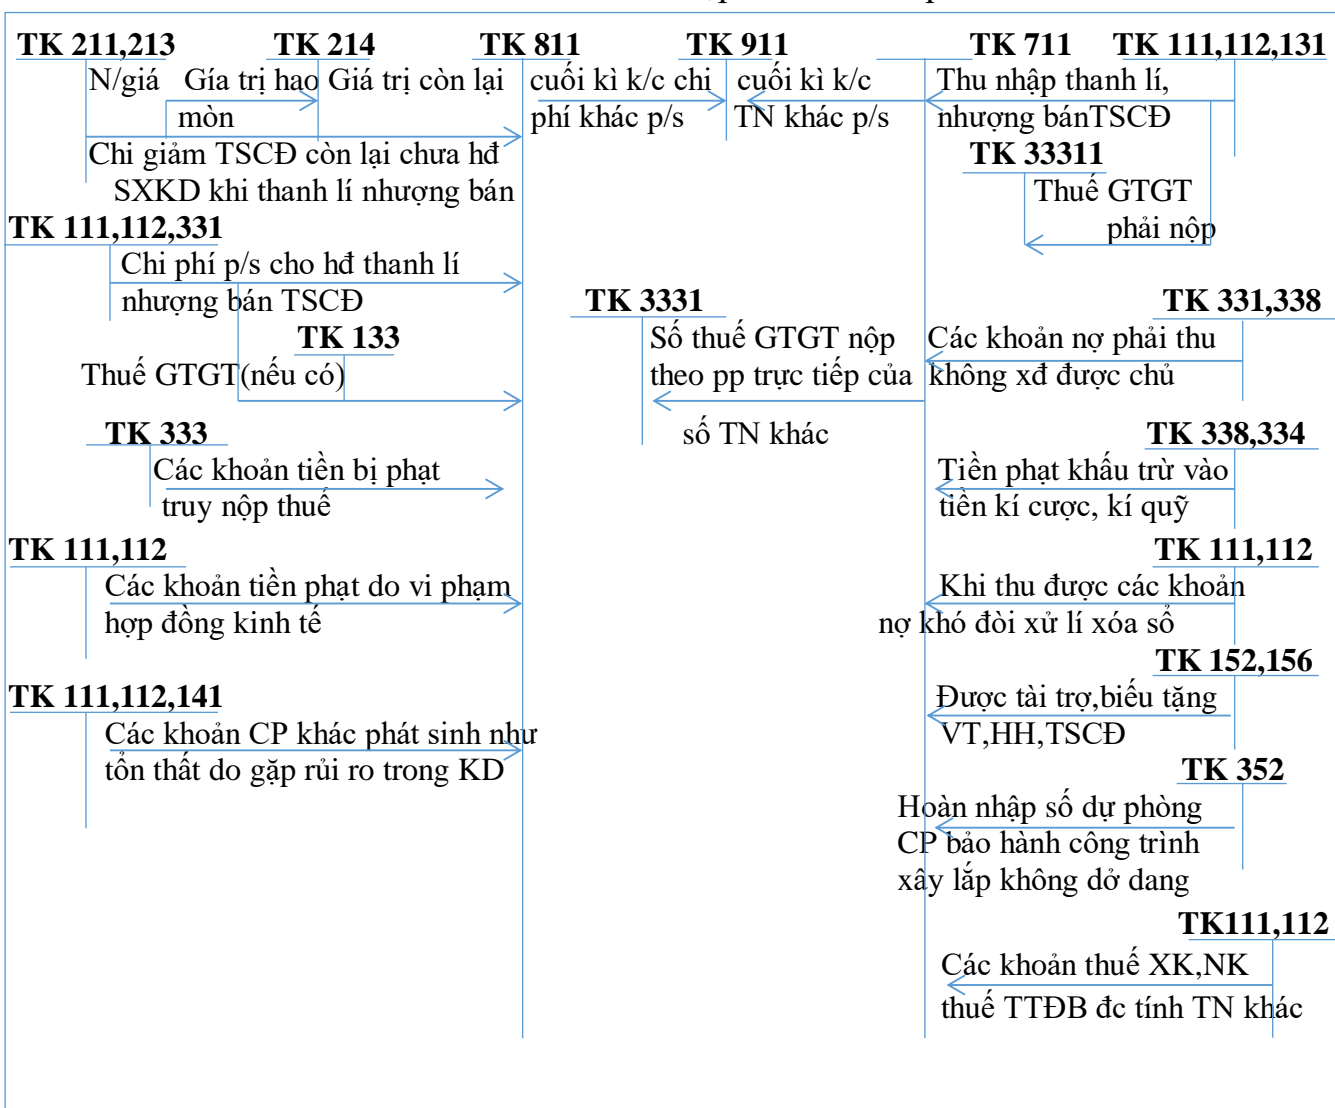 TK 211,213 TK 214 TK 811 TK 911 TK 711 TK 111,112,131
N/giá Gía trị hao Giá trị còn lại cuối kì k/c chi cuối kì k/c Thu nhập thanh lí,
mòn phí khác p/s TN khác p/s nhượng bánTSCĐ
Chi giảm TSCĐ còn lại chưa hđ TK 33311
SXKD khi thanh lí nhượng bán Thuế GTGT
TK 111,112,331 phải nộp
Chi phí p/s cho hđ thanh lí
nhượng bán TSCĐ TK 3331 TK 331,338
TK 133 Số thuế GTGT nộp Các khoản nợ phải thu
Thuế GTGT(nếu có) theo pp trực tiếp của không xđ được chủ
TK 333 số TN khác TK 338,334
Các khoản tiền bị phạt Tiền phạt khấu trừ vào
truy nộp thuế tiền kí cược, kí quỹ
TK 111,112 TK 111,112
Các khoản tiền phạt do vi phạm Khi thu được các khoản
hợp đồng kinh tế nợ khó đòi xử lí xóa sổ
TK 152,156
TK 111,112,141 Được tài trợ,biếu tặng
Các khoản CP khác phát sinh như VT,HH,TSCĐ
tổn thất do gặp rủi ro trong KD TK 352
Hoàn nhập số dự phòng
CP bảo hành công trình
xây lắp không dở dang
TK111,112
Các khoản thuế XK,NK
thuế TTĐB đc tính TN khác